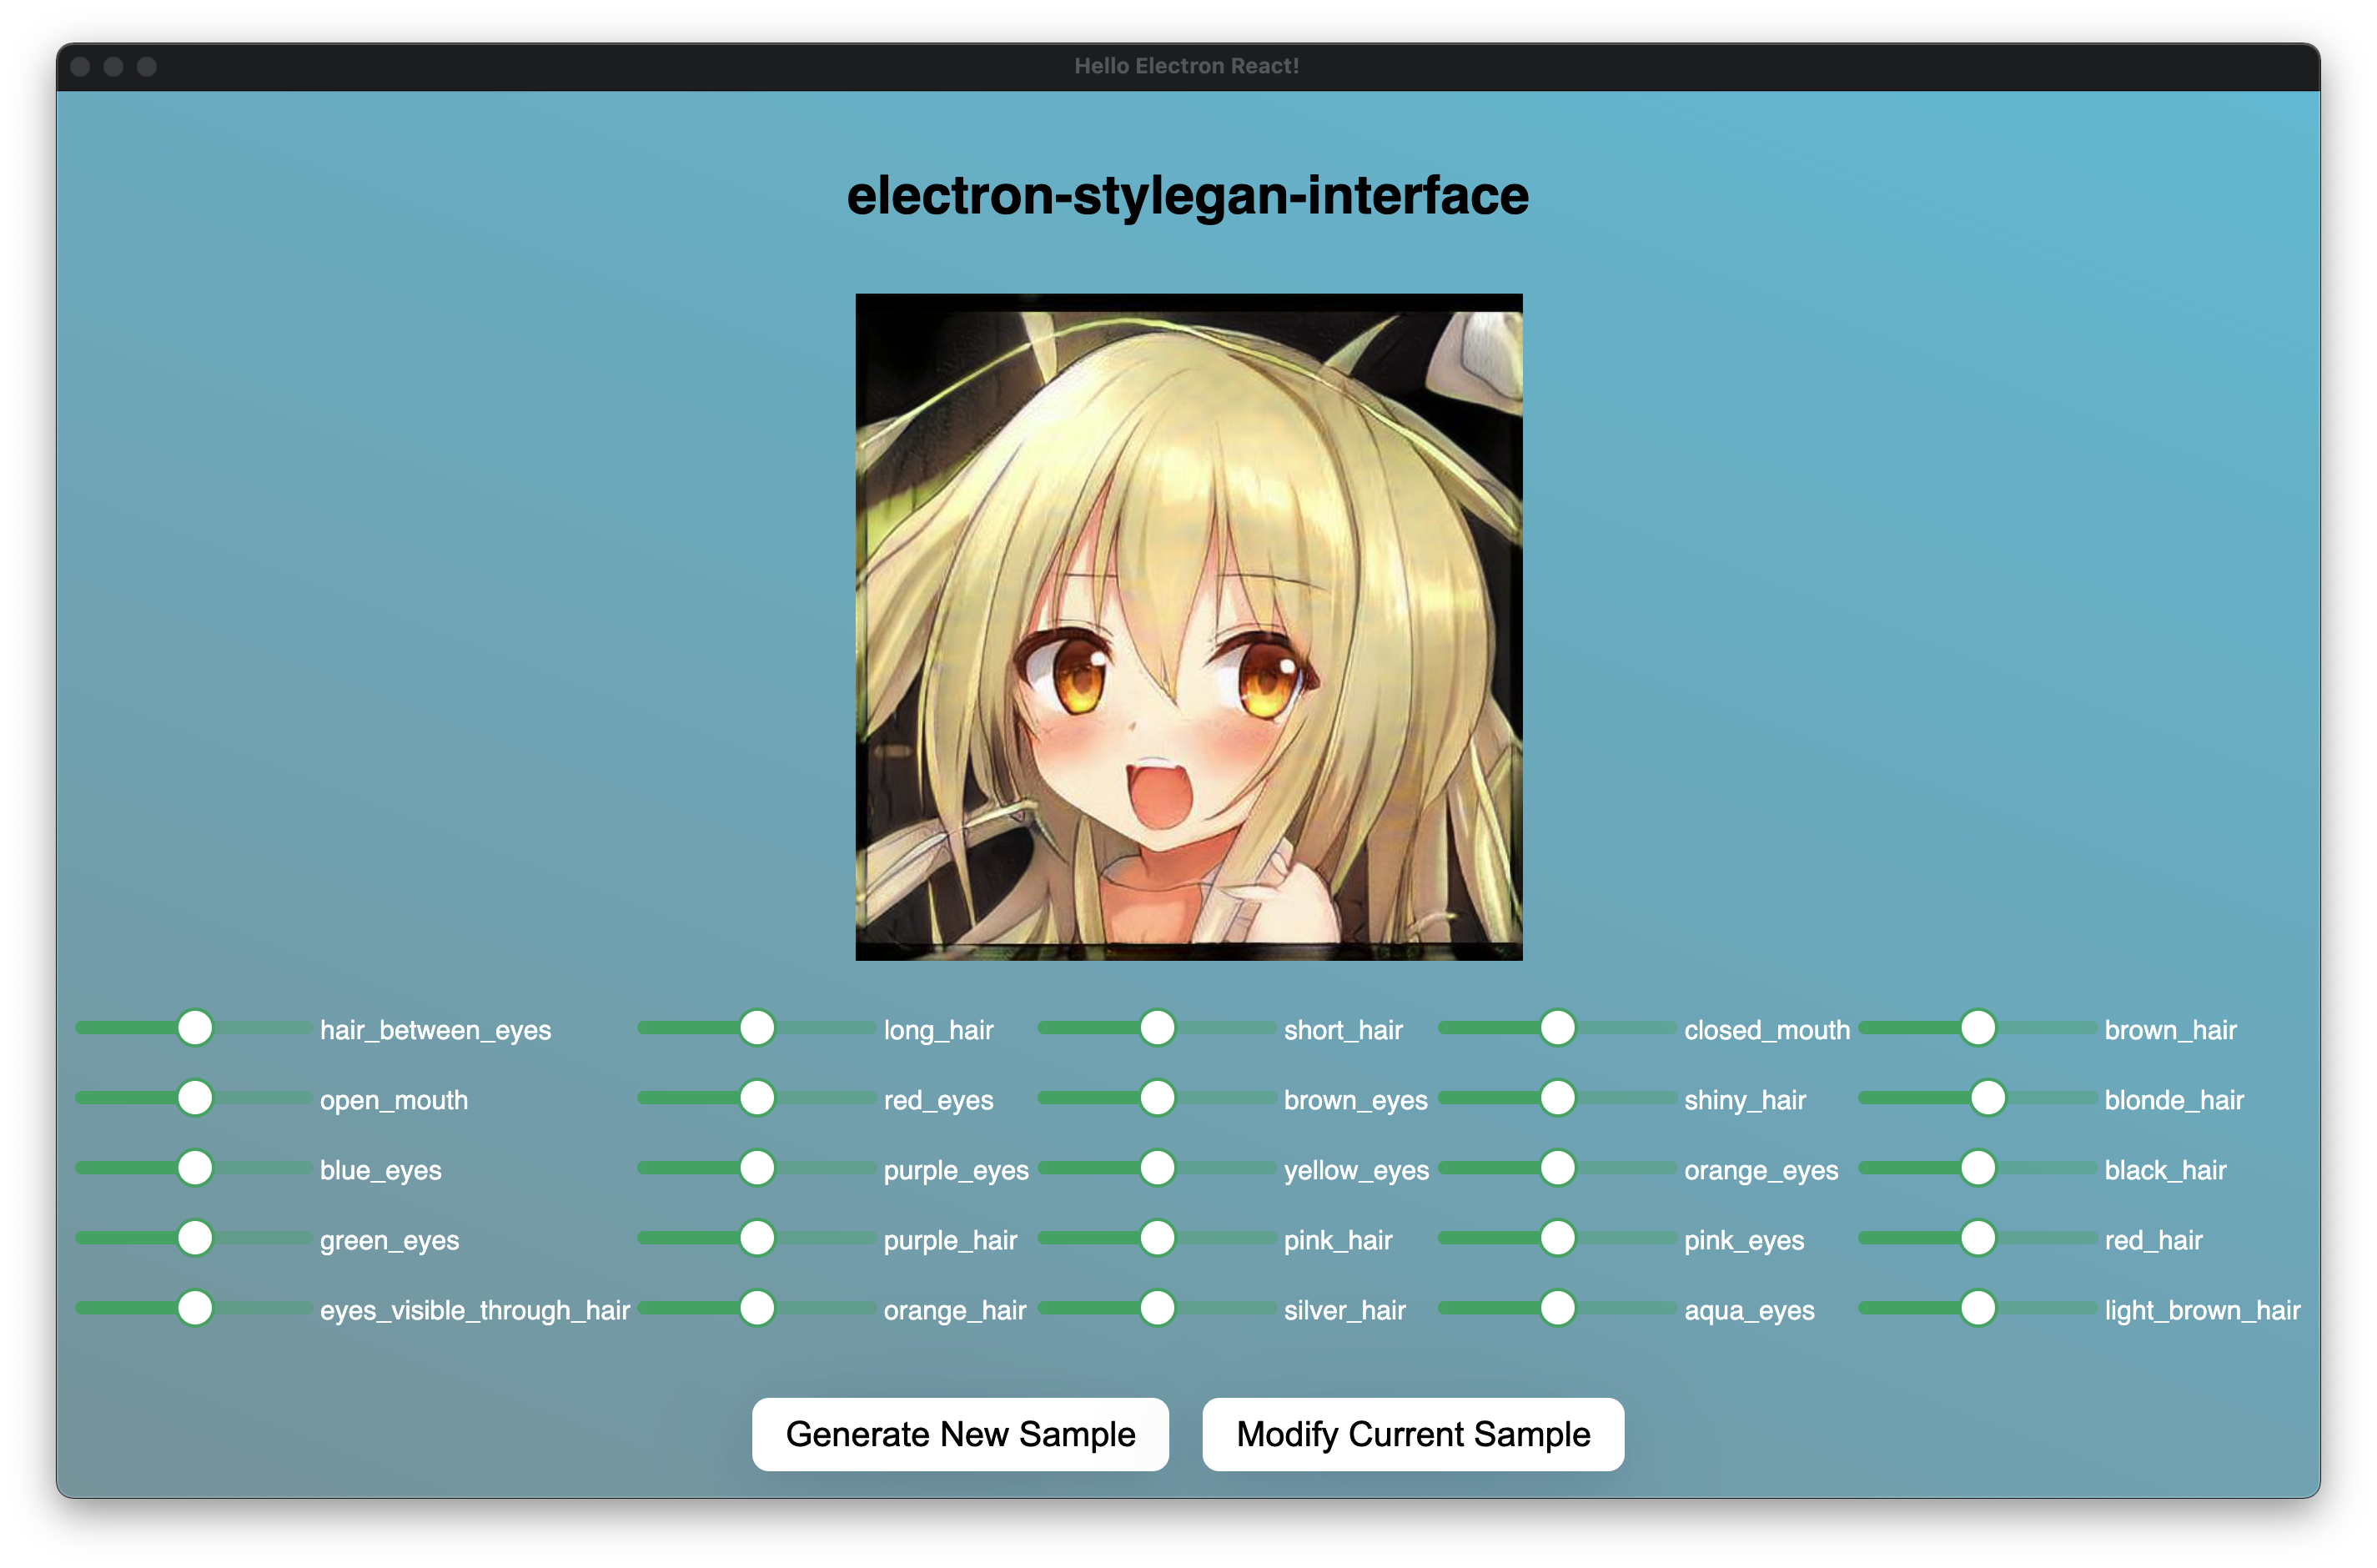 Hello Electron React!
electron-stylegan-interface
hair_between_eyes long_hair short_hair closed_mouth brown_hair
open_mouth red_eyes brown_eyes shiny_hair blonde_hair
blue_eyes purple_eyes yellow_eyes orange_eyes black_hair
green_eyes purple_hair pink_hair pink_eyes red_hair
eyes_visible_through_hair orange_hair silver_hair aqua_eyes light_brown_hair
Generate New Sample Modify Current Sample